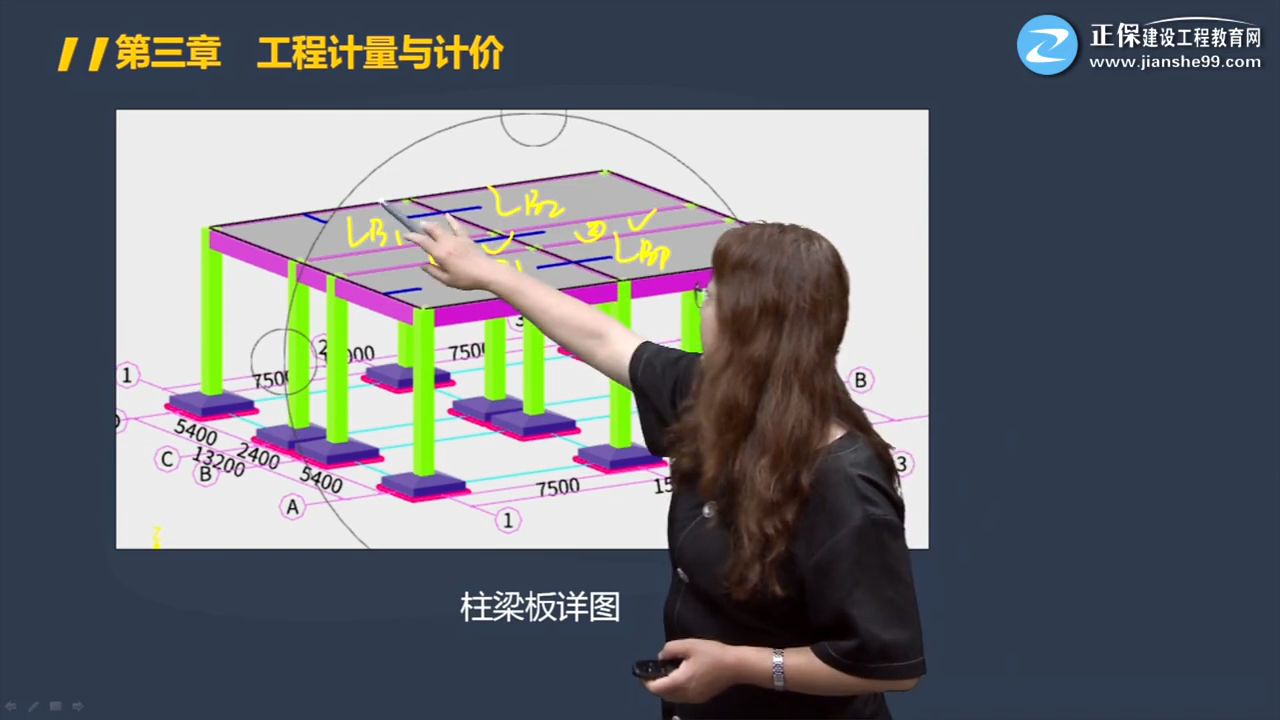 第三章 工程计量与计价
正保建设工程教育网
www.jianshe99.com
LB2
LB1
LB1
1
7500
7500
B
5400
C
13200
2400
B
5400
A
7500
1
3
柱梁板详图